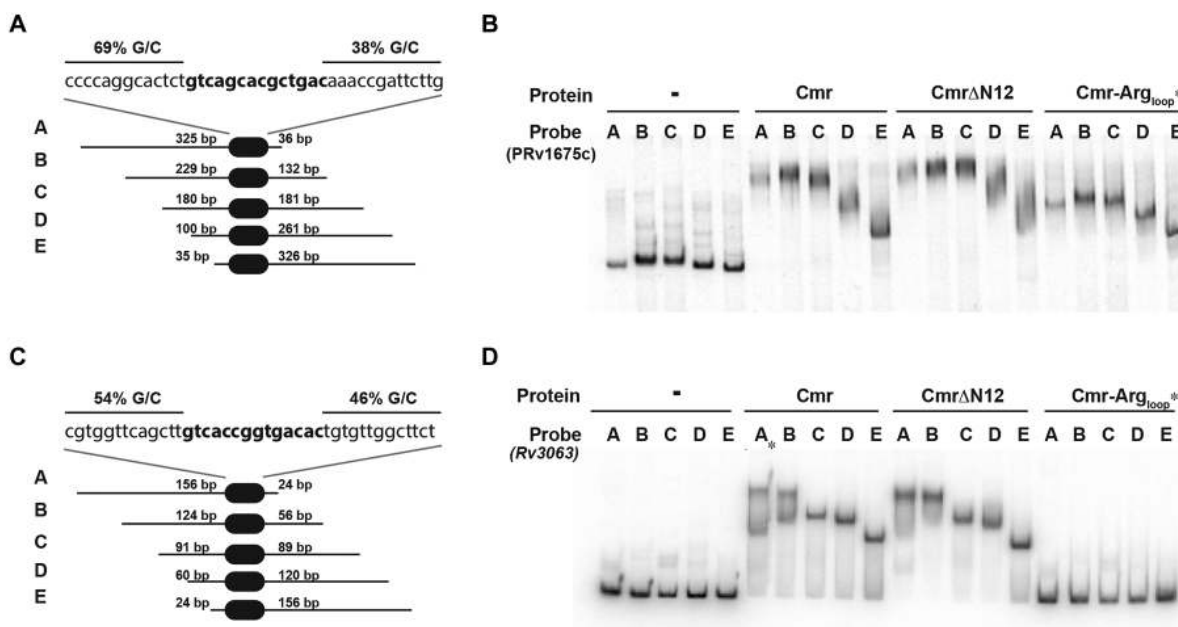 A
69% G/C 38% G/C
ccccaggcactctgtcagcacgctgacaaaccgattcttg
A
325 bp 36 bp
B
229 bp 132 bp
C
180 bp 181 bp
D
100 bp 261 bp
E
35 bp 326 bp
B
Protein - Cmr CmrΔN12 Cmr-Argloop*
Probe A B C D E A B C D E A B C D E A B C D E
(PRv1675c)
C
54% G/C 46% G/C
cgtggttcagcttgtcaccggtgacactgtgttggcttct
A
156 bp 24 bp
B
124 bp 56 bp
C
91 bp 89 bp
D
60 bp 120 bp
E
24 bp 156 bp
D
Protein - Cmr CmrΔN12 Cmr-Argloop*
Probe A B C D E A* B C D E A B C D E A B C D E
(Rv3063)